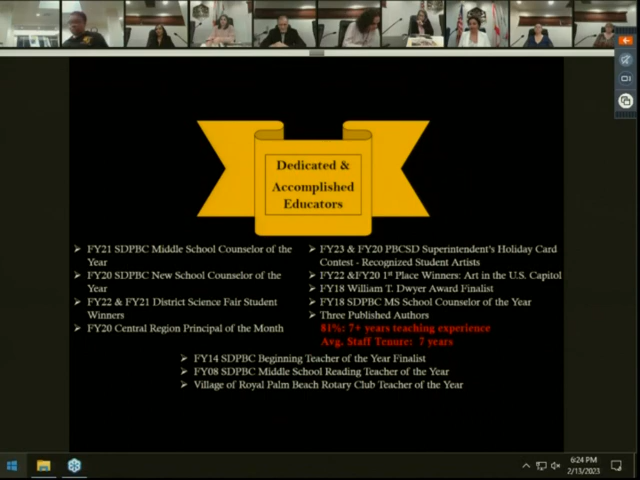 Dedicated &
Accomplished
Educators
FY21 SDPBC Middle School Counselor of the
Year
FY20 SDPBC New School Counselor of the
Year
FY22 & FY21 District Science Fair Student
Winners
FY20 Central Region Principal of the Month
FY23 & FY20 PBCSD Superintendent's Holiday Card
Contest - Recognized Student Artists
FY22 &FY20 1st Place Winners: Art in the U.S. Capitol
FY18 William T. Dwyer Award Finalist
FY18 SDPBC MS School Counselor of the Year
Three Published Authors
81%: 7+ years teaching experience
Avg. Staff Tenure: 7 years
FY14 SDPBC Beginning Teacher of the Year Finalist
FY08 SDPBC Middle School Reading Teacher of the Year
Village of Royal Palm Beach Rotary Club Teacher of the Year
6:24 PM
2/13/2023